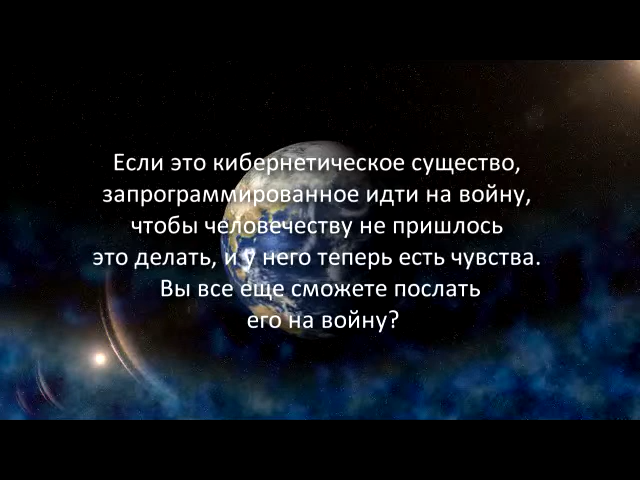 Если это кибернетическое существо,
запрограммированное идти на войну,
чтобы человечеству не пришлось
это делать, и у него теперь есть чувства.
Вы все еще сможете послать
его на войну?